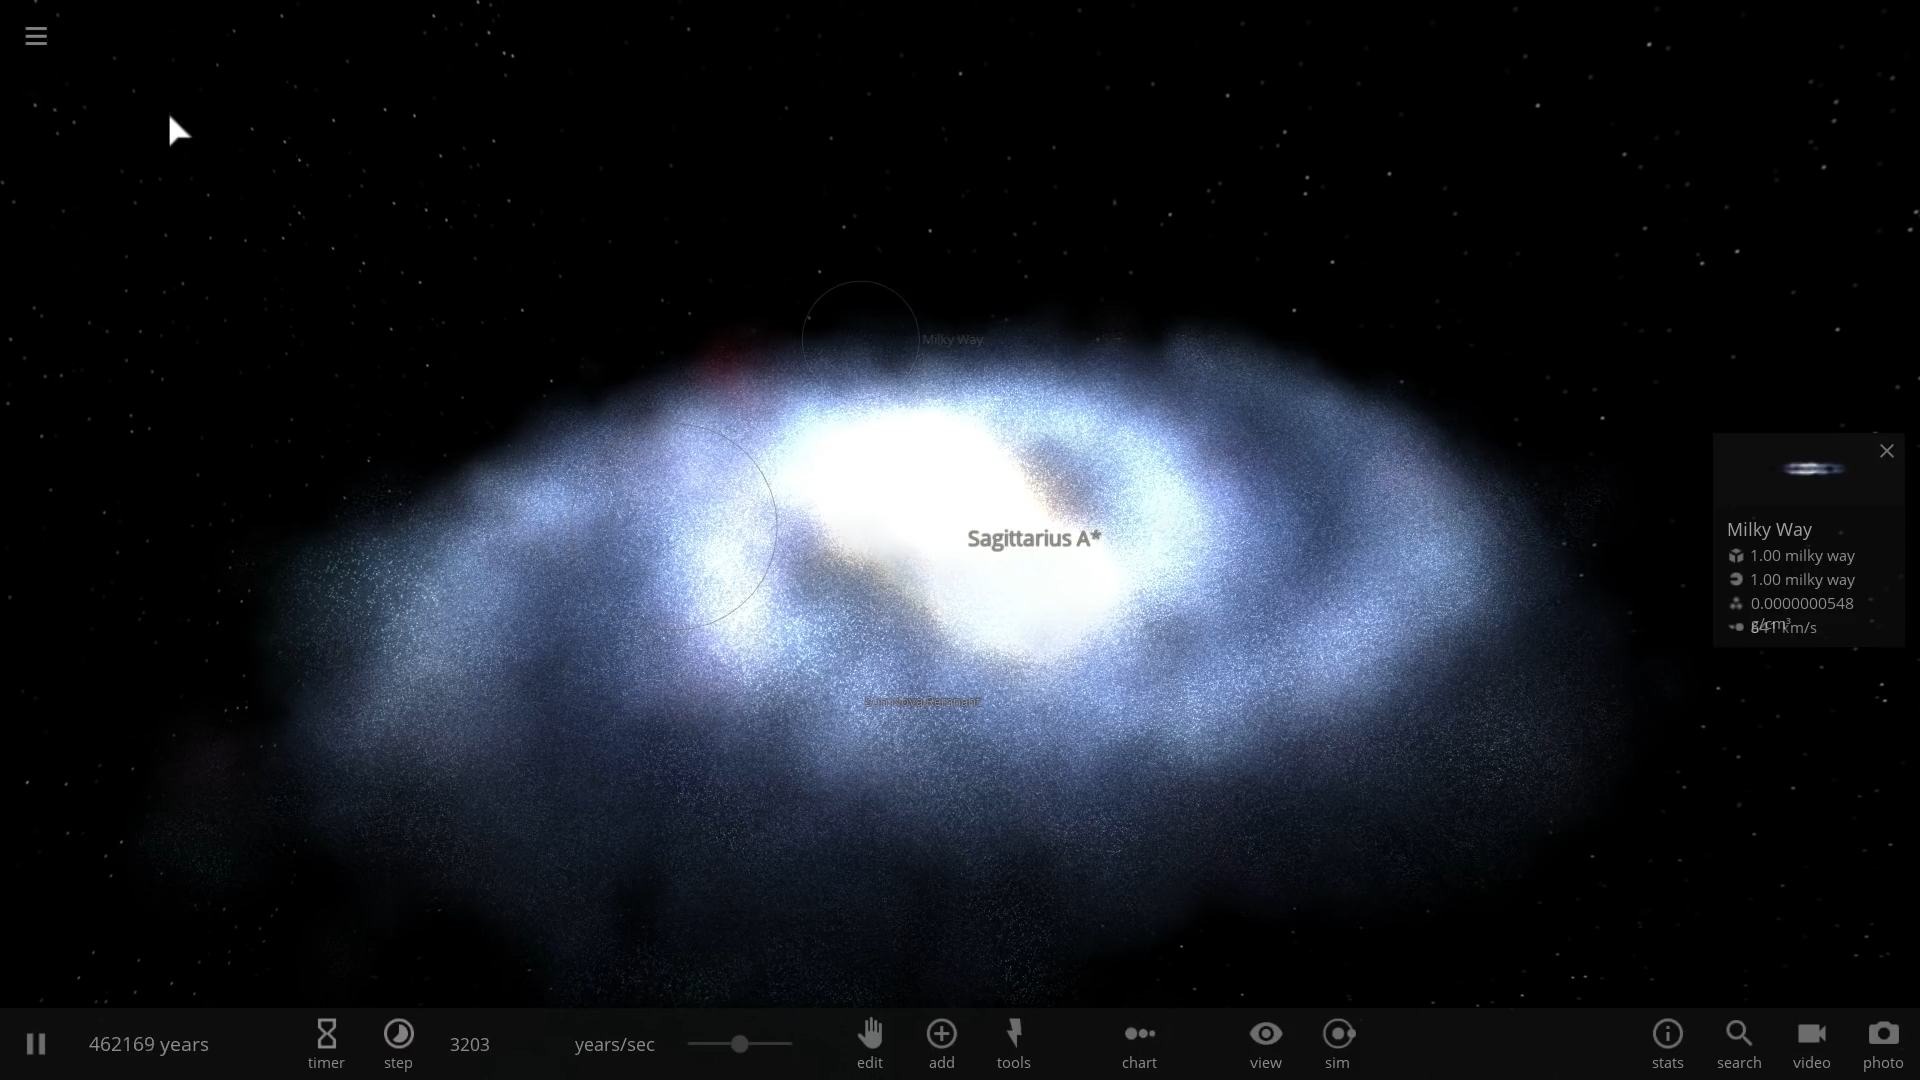 Milky Way
Sagittarius A*
Milky Way
1.00 milky way
1.00 milky way
0.0000000548
g/cm³
km/s
462169 years
timer
step
3203
years/sec
edit
add
tools
chart
view
sim
stats
search
video
photo